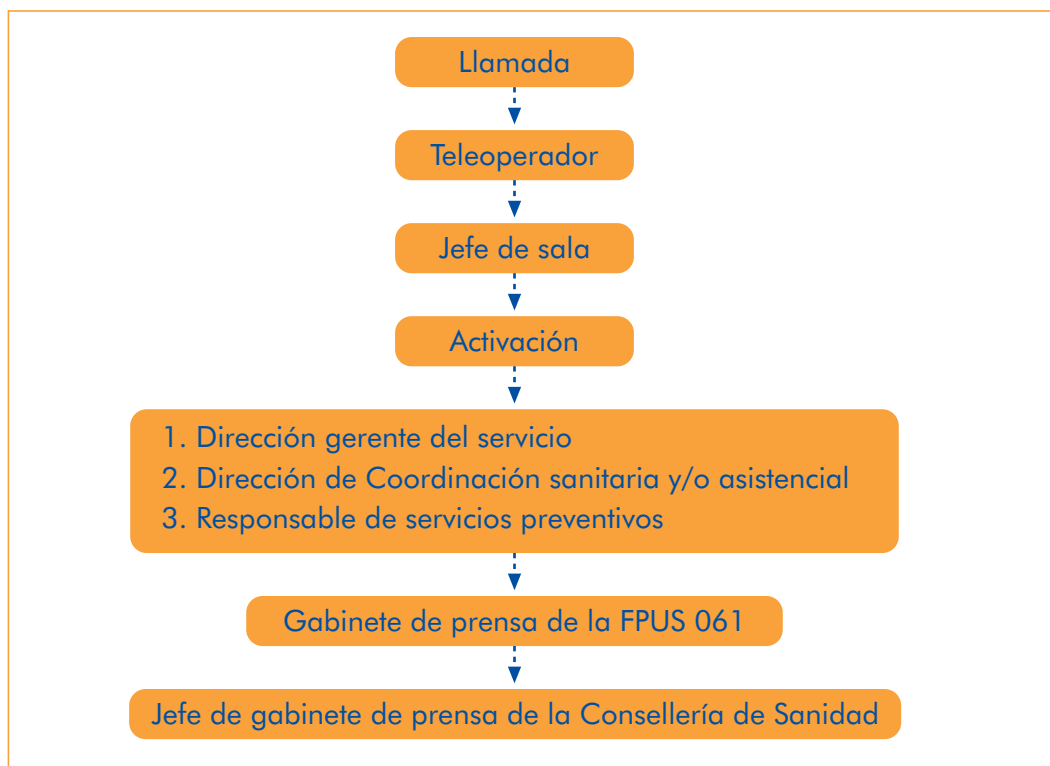 Llamada
Teleoperador
Jefe de sala
Activación
1. Dirección gerente del servicio
2. Dirección de Coordinación sanitaria y/o asistencial
3. Responsable de servicios preventivos
Gabinete de prensa de la FPUS 061
Jefe de gabinete de prensa de la Consellería de Sanidad